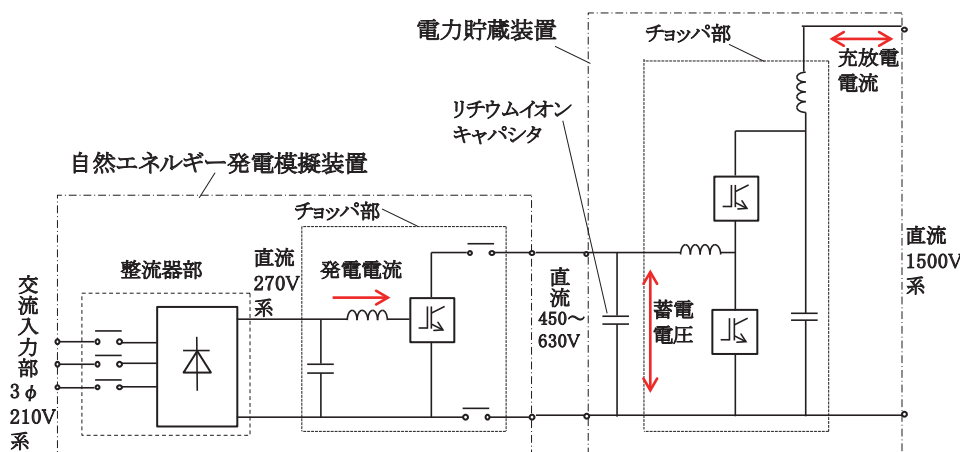 電力貯蔵装置
チョッパ部
充放電
電流
リチウムイオン
キャパシタ
自然エネルギー発電模擬装置
チョッパ部
整流器部
直流
270V
系
発電電流
直
流
450～
630V
蓄電
電圧
直流
1500V
系
交
流
入
力
部
3φ
210V
系